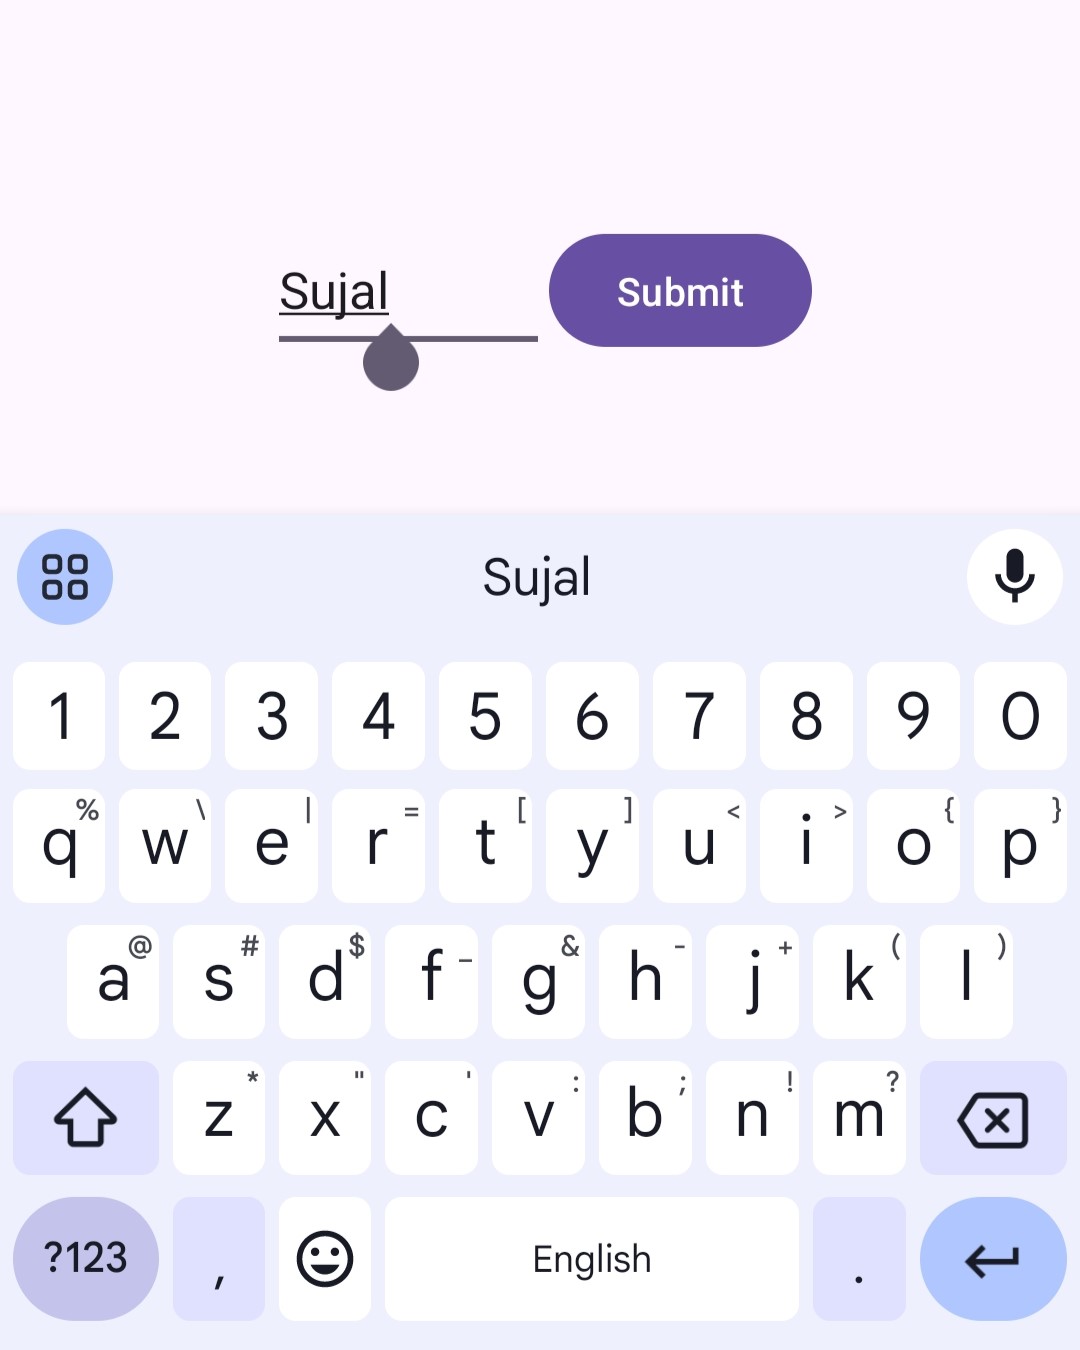 Sujal Submit
Sujal
1 2 3 4 5 6 7 8 9 0
% \ | = [ ] < > { }
q w e r t y u i o p
@ # $ _ & - + ( )
a s d f g h j k l
* " ' : ; ! ?
z x c v b n m
?123 , English .